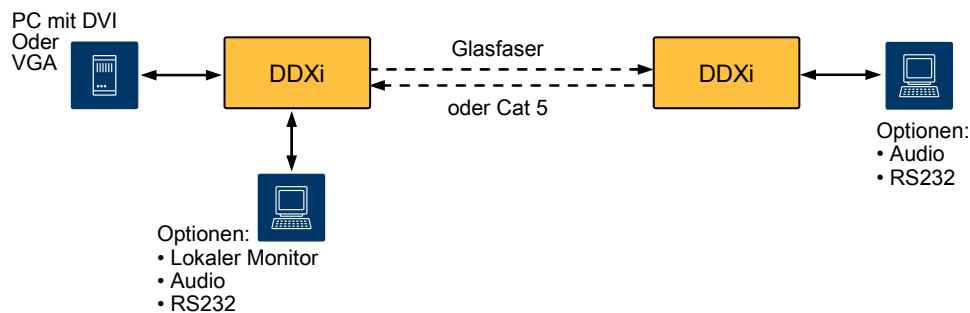 PC mit DVI
Oder
VGA
DDXi
Glasfaser
oder Cat 5
DDXi
Optionen:
• Audio
• RS232
Optionen:
• Lokaler Monitor
• Audio
• RS232